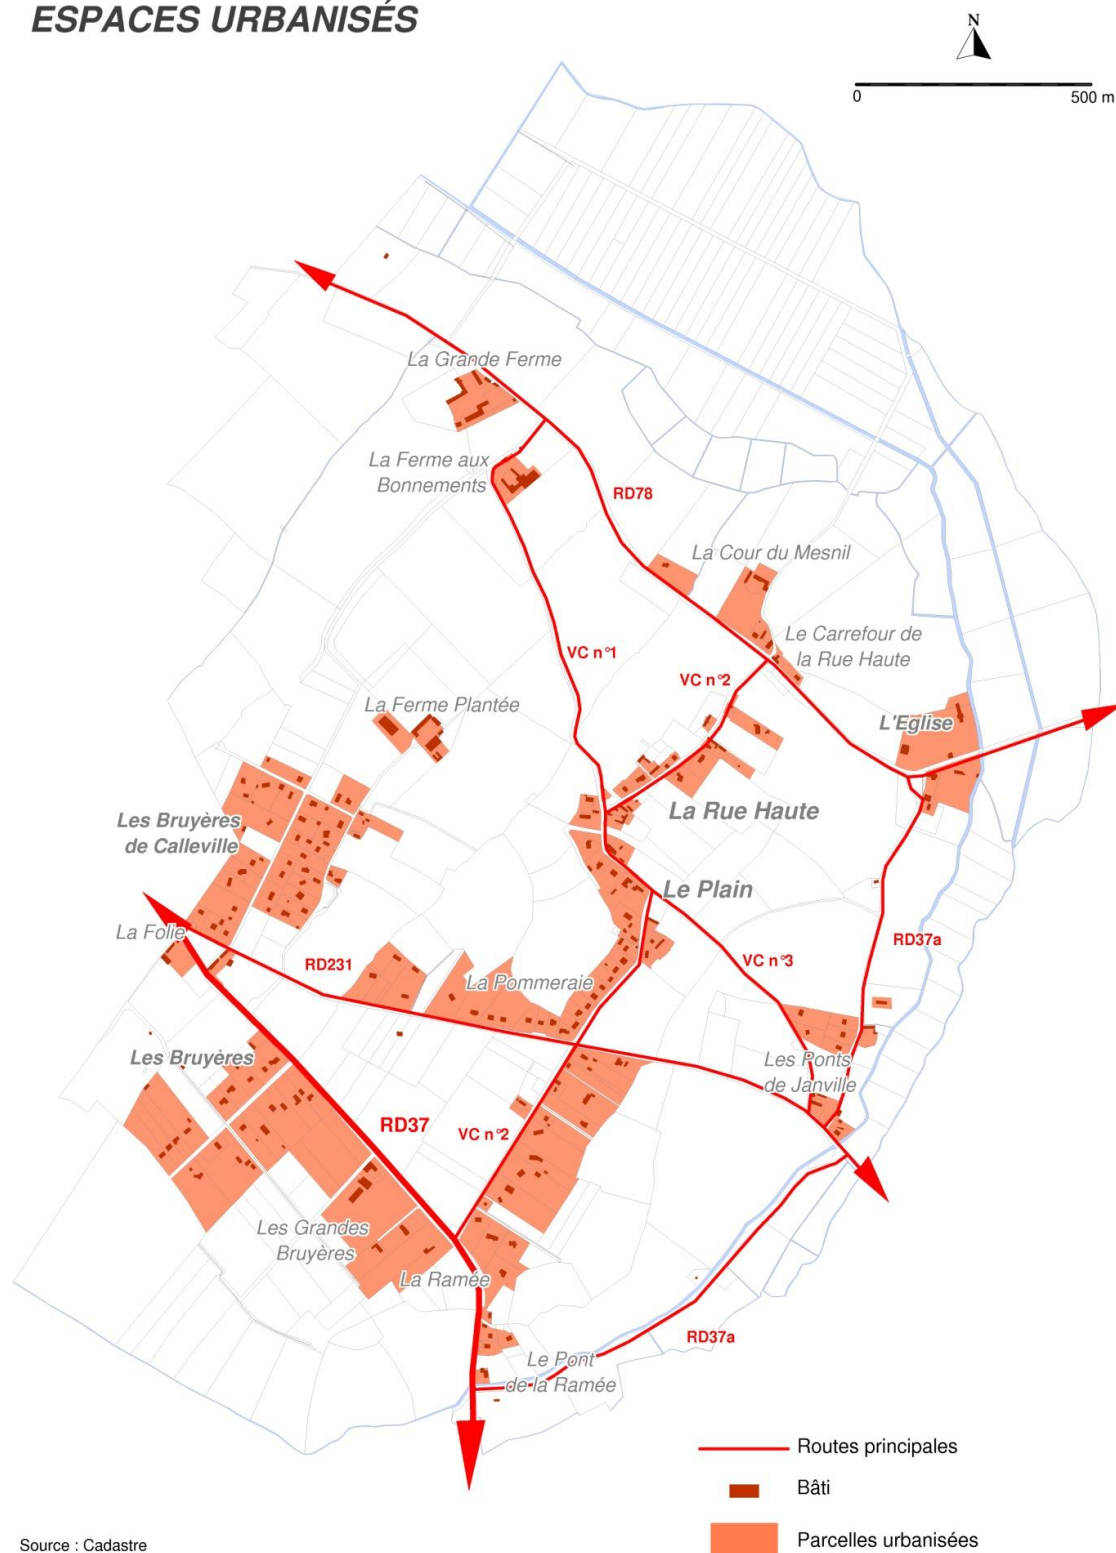 ESPACES URBANISÉS
N
0
500 m
La Grande Ferme
La Ferme aux
Bonnements
RD78
La Cour du Mesnil
Le Carrefour de
la Rue Haute
VC n°1
VC n°2
La Ferme Plantée
L'Eglise
La Rue Haute
Les Bruyères
de Calleville
Le Plain
La Folie
RD37a
RD231
VC n°3
La Pommeraie
Les Bruyères
Les Ponts
de Janville
RD37
VC n°2
Les Grandes
Bruyères
La Ramée
RD37a
Le Pont
de la Ramée
Routes principales
Bâti
Parcelles urbanisées
Source : Cadastre